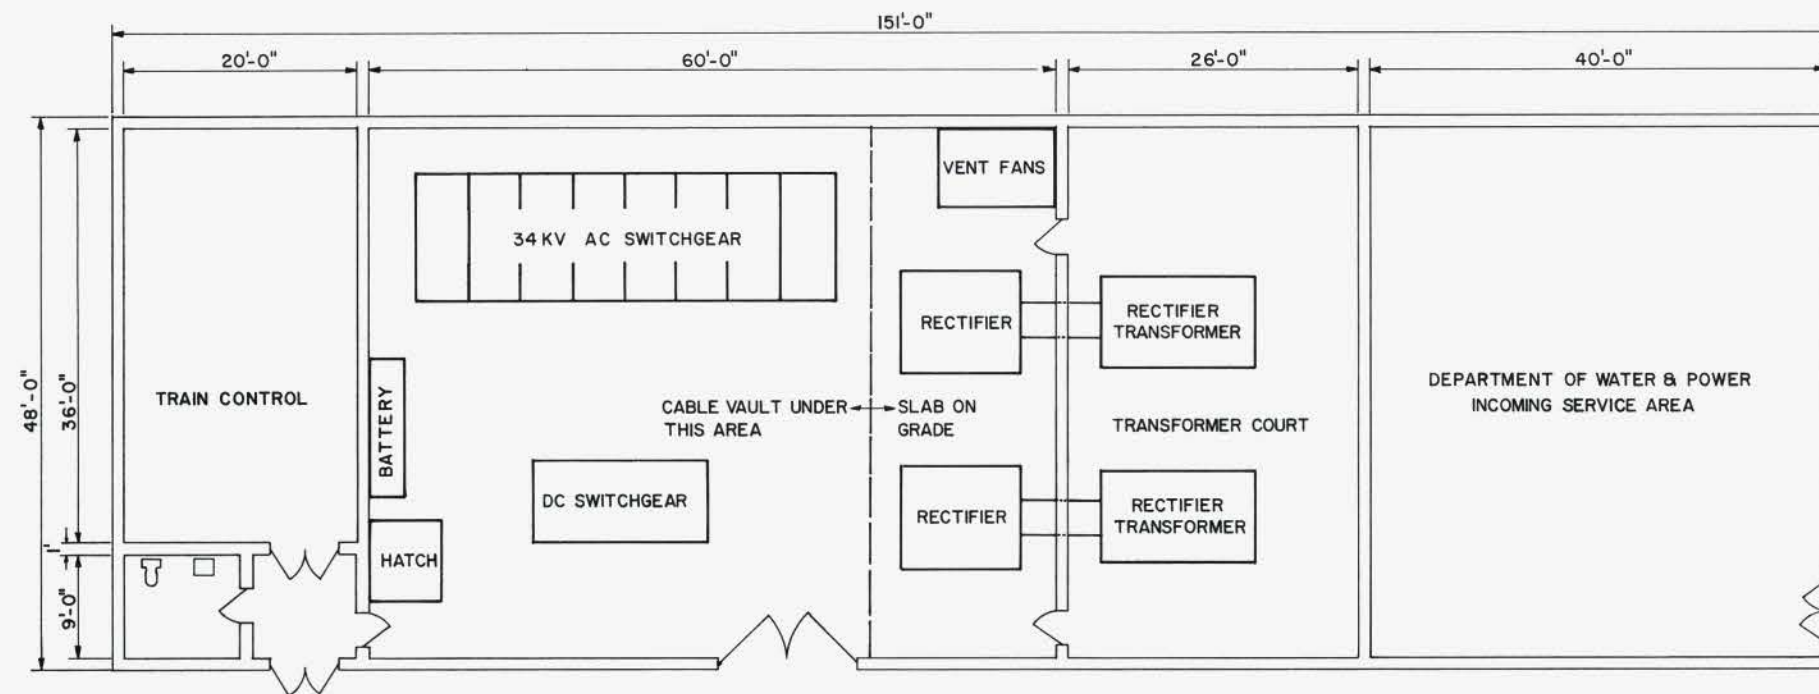 151'-0"
20'-0"
60'-0"
26'-0"
40'-0"
48'-0"
36'-0"
1'
9'-0"
VENT FANS
34 KV AC SWITCHGEAR
RECTIFIER
RECTIFIER
TRANSFORMER
TRAIN CONTROL
BATTERY
CABLE VAULT UNDER
THIS AREA
SLAB ON
GRADE
TRANSFORMER COURT
DEPARTMENT OF WATER & POWER
INCOMING SERVICE AREA
DC SWITCHGEAR
RECTIFIER
RECTIFIER
TRANSFORMER
HATCH